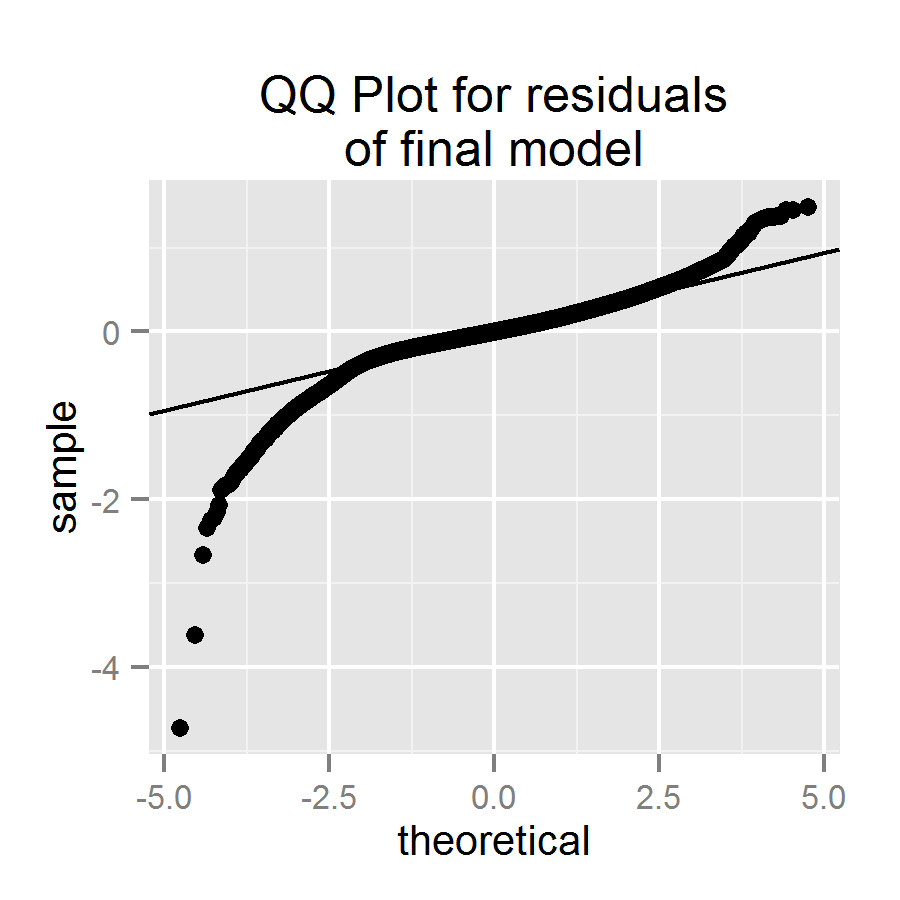 QQ Plot for residuals
of final model
sample
0
-2
-4
-5.0 -2.5 0.0 2.5 5.0
theoretical